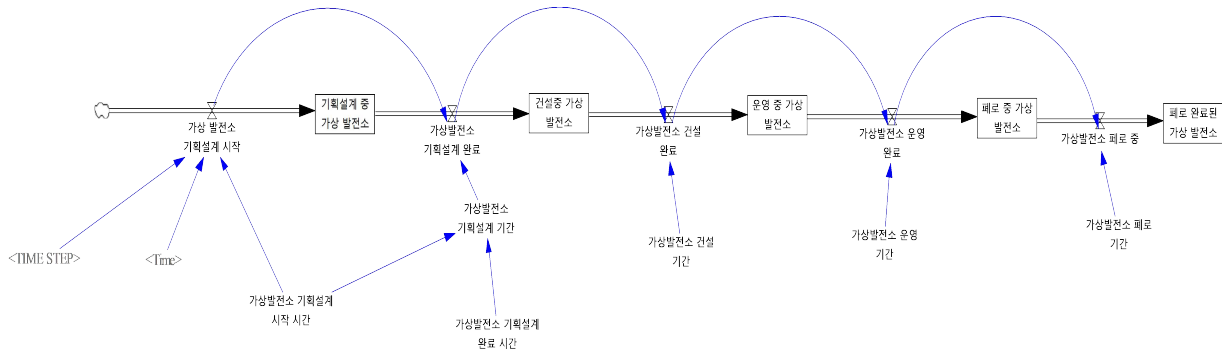 기획설계 중
가상 발전소
건설중 가상
발전소
운영 중 가상
발전소
폐로 중 가상
발전소
폐로 완료된
가상 발전소
가상 발전소
기획설계 시작
가상발전소
기획설계 완료
가상발전소 건설
완료
가상발전소 운영
완료
가상발전소 폐로 중
가상발전소
기획설계 기간
가상발전소 건설
기간
가상발전소 운영
기간
가상발전소 폐로
기간
<TIME STEP>
<Time>
가상발전소 기획설계
시작 시간
가상발전소 기획설계
완료 시간